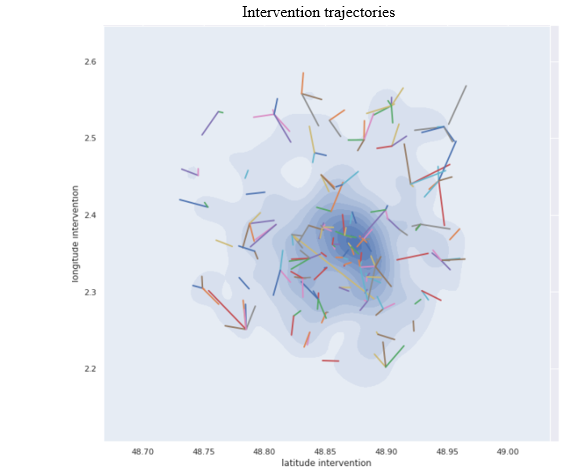 Intervention trajectories
2.6
2.5
2.4
2.3
2.2
longitude intervention
48.70 48.75 48.80 48.85 48.90 48.95 49.00
latitude intervention